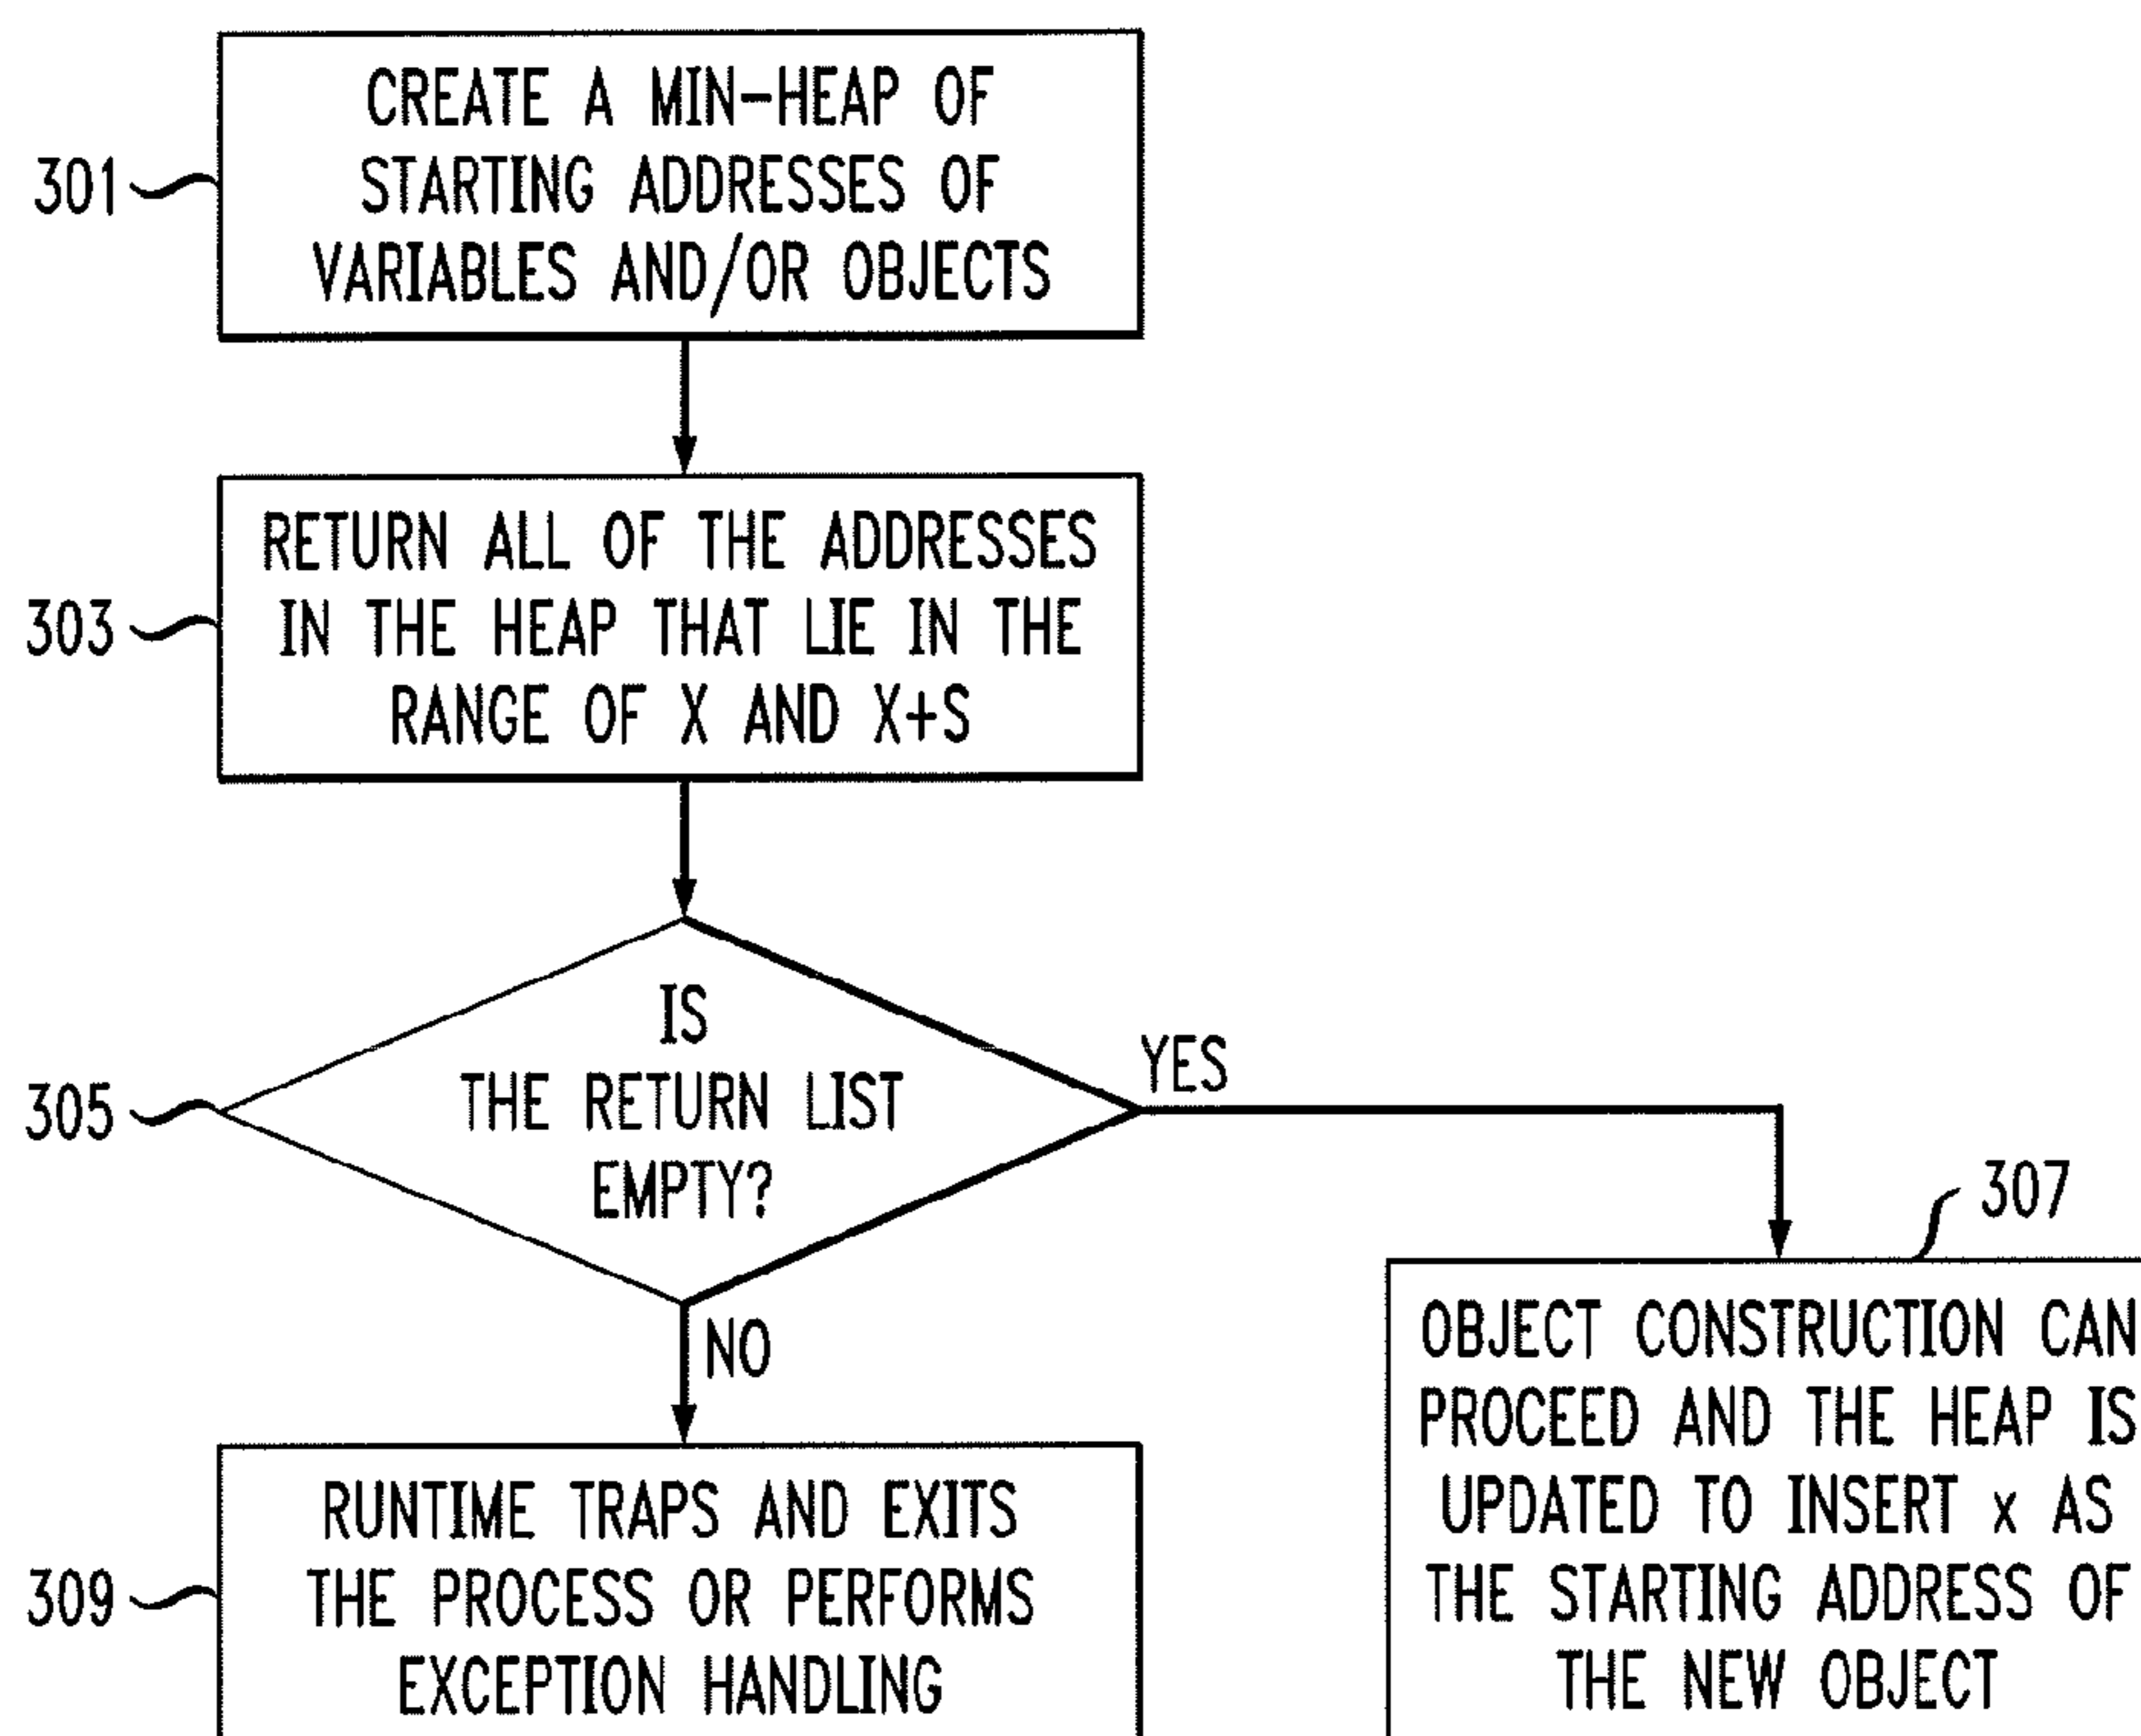 CREATE A MIN-HEAP OF
STARTING ADDRESSES OF
VARIABLES AND/OR OBJECTS
301
RETURN ALL OF THE ADDRESSES
IN THE HEAP THAT LIE IN THE
RANGE OF X AND X+S
303
IS
THE RETURN LIST
EMPTY?
305
YES
NO
307
OBJECT CONSTRUCTION CAN
PROCEED AND THE HEAP IS
UPDATED TO INSERT x AS
THE STARTING ADDRESS OF
THE NEW OBJECT
RUNTIME TRAPS AND EXITS
THE PROCESS OR PERFORMS
EXCEPTION HANDLING
309